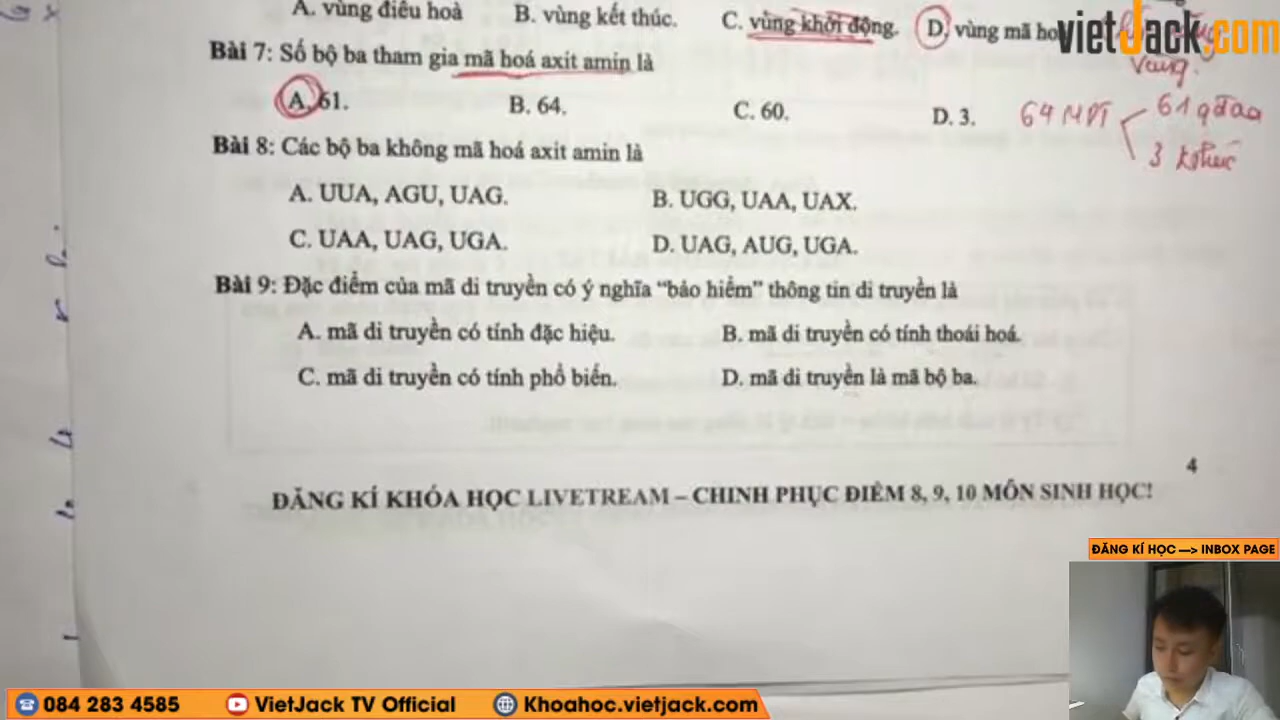 A. vùng điều hoà B. vùng kết thúc. C. vùng khởi động. D. vùng mã
vietJack.com
vùng.
Bài 7: Số bộ ba tham gia mã hoá axit amin là
A. 61. B. 64. C. 60. D. 3.
64 MDT 61
3
Bài 8: Các bộ ba không mã hoá axit amin là
A. UUA, AGU, UAG. B. UGG, UAA, UAX.
C. UAA, UAG, UGA. D. UAG, AUG, UGA.
Bài 9: Đặc điểm của mã di truyền có ý nghĩa “bảo hiểm” thông tin di truyền là
A. mã di truyền có tính đặc hiệu. B. mã di truyền có tính thoái hoá.
C. mã di truyền có tính phổ biến. D. mã di truyền là mã bộ ba.
4
ĐĂNG KÍ KHÓA HỌC LIVETREAM – CHINH PHỤC ĐIỂM 8, 9, 10 MÔN SINH HỌC!
ĐĂNG KÍ HỌC —> INBOX PAGE
084 283 4585 VietJack TV Official Khoahoc.vietjack.com